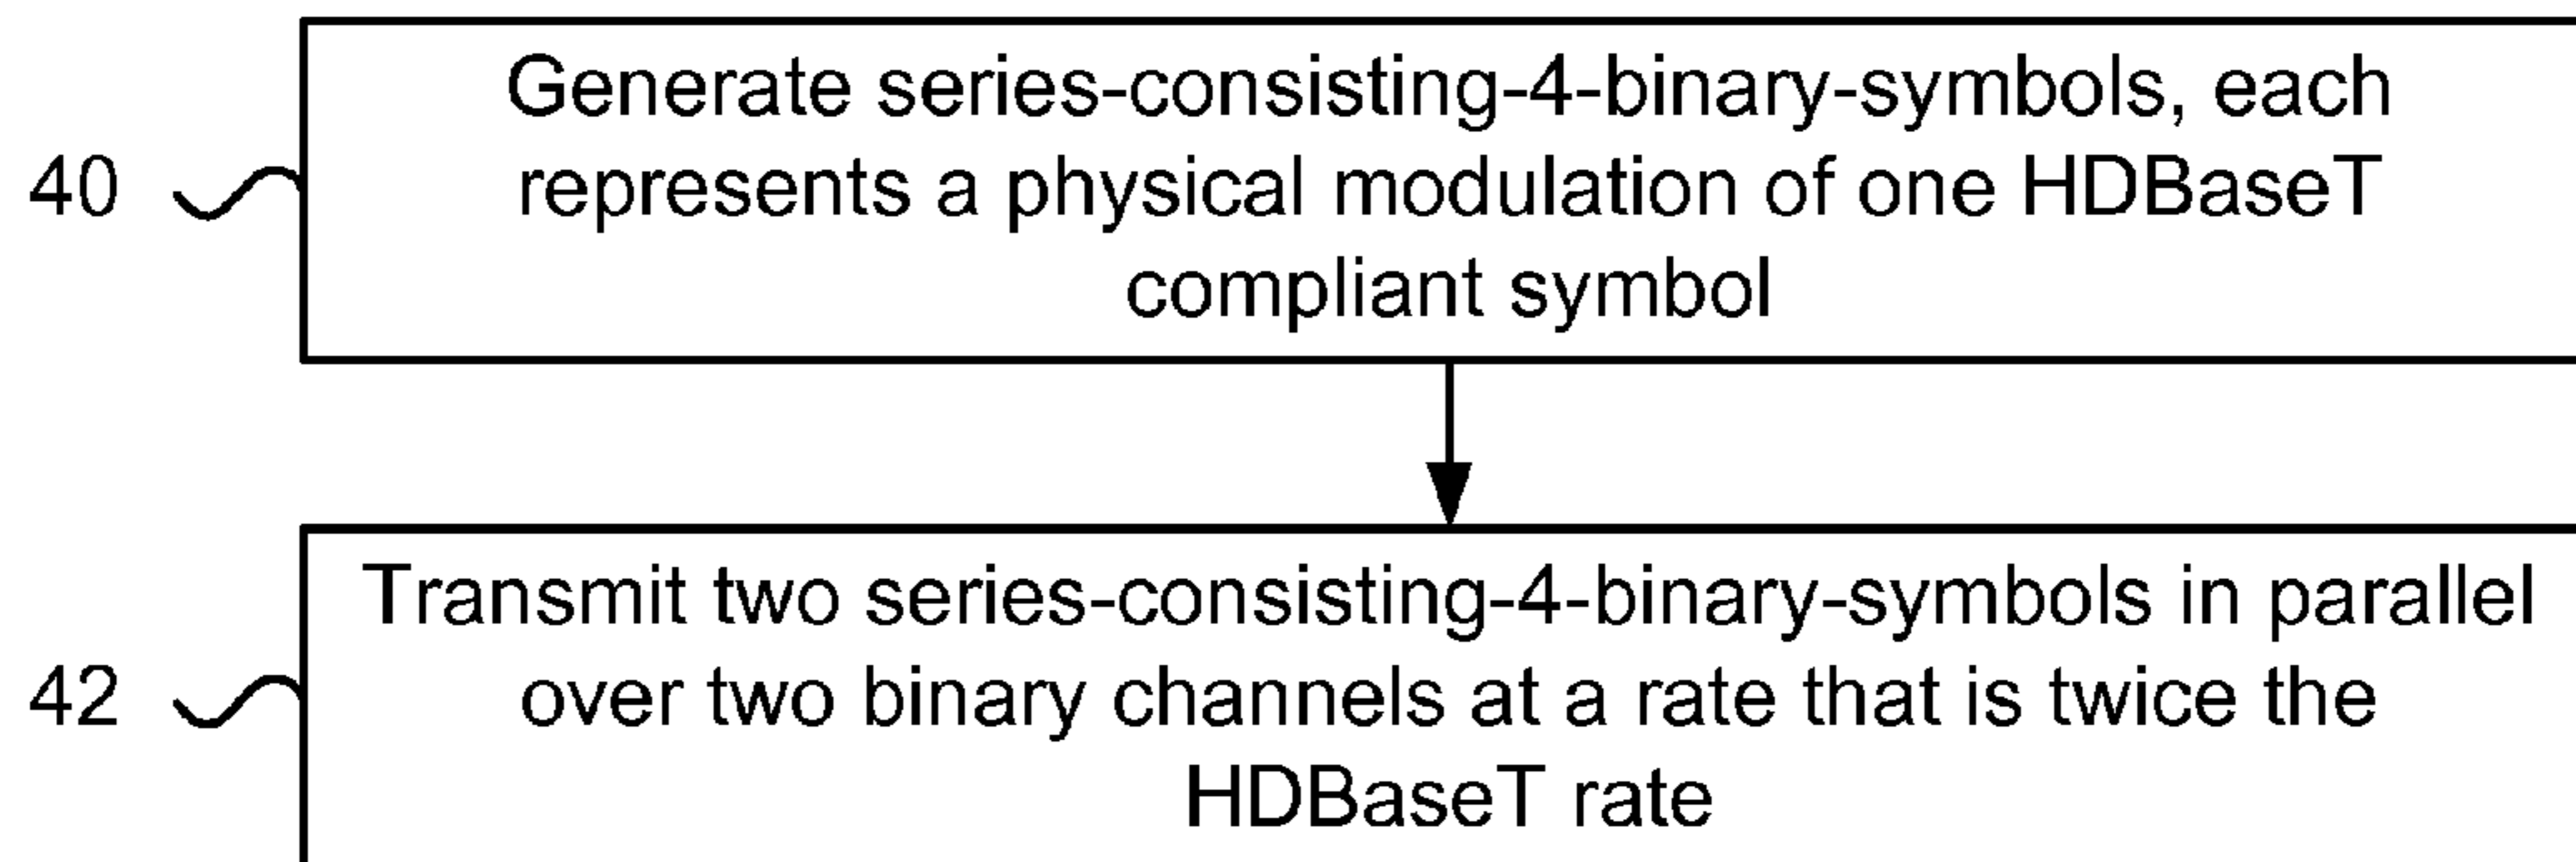 Generate series-consisting-4-binary-symbols, each
40
represents a physical modulation of one HDBaseT
compliant symbol
Transmit two series-consisting-4-binary-symbols in parallel
42
over two binary channels at a rate that is twice the
HDBaseT rate